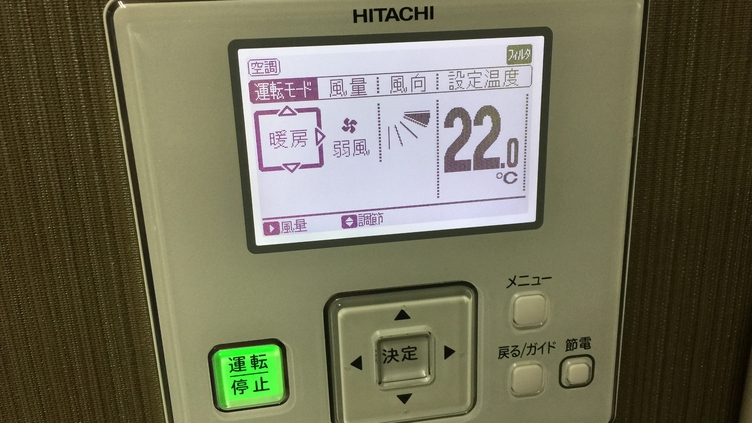 HITACHI
空調
フィルタ
運転モード 風量 風向 設定温度
暖房 弱風 22.0℃
風量 調節
メニュー
運転
停止
決定
戻る/ガイド 節電